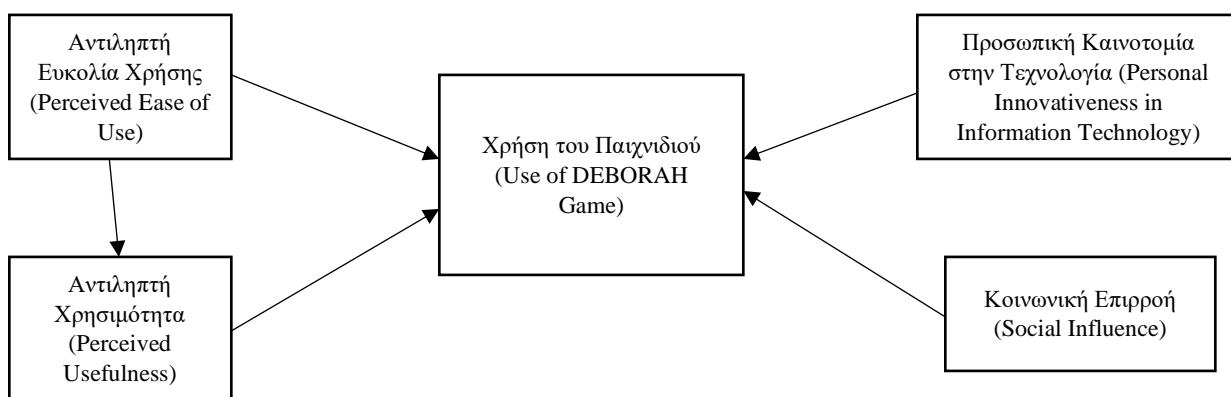 Αντιληπτή
Ευκολία Χρήσης
(Perceived Ease of
Use)
Αντιληπτή
Χρησιμότητα
(Perceived
Usefulness)
Χρήση του Παιχνιδιού
(Use of DEBORAH
Game)
Προσωπική Καινοτομία
στην Τεχνολογία (Personal
Innovativeness in
Information Technology)
Κοινωνική Επιρροή
(Social Influence)